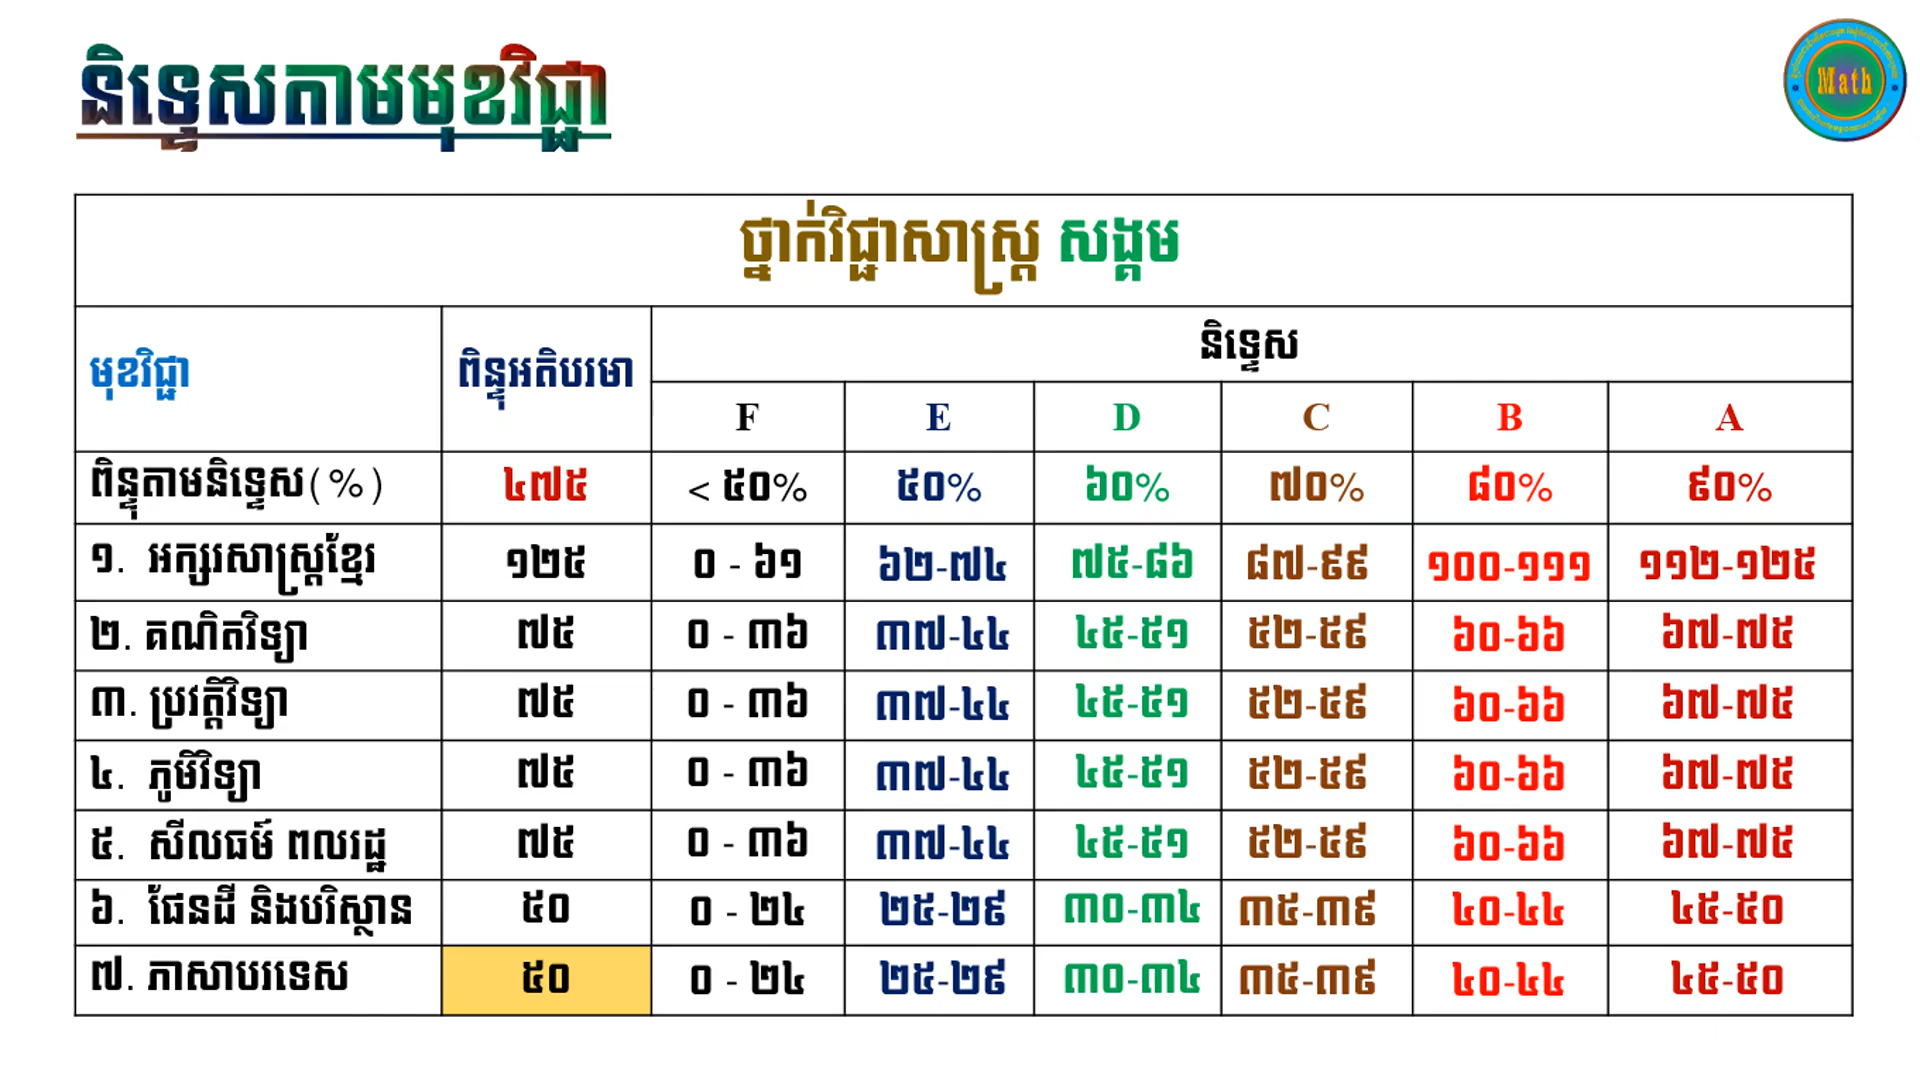 និទ្ទេសតាមមុខវិជ្ជា
Math
ថ្នាក់វិជ្ជាសាស្ត្រ សង្គម
មុខវិជ្ជា ពិន្ទុអតិបរមា និទ្ទេស
F E D C B A
ពិន្ទុតាមនិទ្ទេស(%) ៤៧៥ < ៥០% ៥០% ៦០% ៧០% ៨០% ៩០%
១. អក្សរសាស្ត្រខ្មែរ ១២៥ ០ - ៦១ ៦២-៧៤ ៧៥-៨៦ ៨៧-៩៩ ១០០-១១១ ១១២-១២៥
២. គណិតវិទ្យា ៧៥ ០ - ៣៦ ៣៧-៤៤ ៤៥-៥១ ៥២-៥៩ ៦០-៦៦ ៦៧-៧៥
៣. ប្រវត្តិវិទ្យា ៧៥ ០ - ៣៦ ៣៧-៤៤ ៤៥-៥១ ៥២-៥៩ ៦០-៦៦ ៦៧-៧៥
៤. ភូមិវិទ្យា ៧៥ ០ - ៣៦ ៣៧-៤៤ ៤៥-៥១ ៥២-៥៩ ៦០-៦៦ ៦៧-៧៥
៥. សីលធម៌ ពលរដ្ឋ ៧៥ ០ - ៣៦ ៣៧-៤៤ ៤៥-៥១ ៥២-៥៩ ៦០-៦៦ ៦៧-៧៥
៦. ផែនដី និងបរិស្ថាន ៥០ ០ - ២៤ ២៥-២៩ ៣០-៣៤ ៣៥-៣៩ ៤០-៤៤ ៤៥-៥០
៧. ភាសាបរទេស ៥០ ០ - ២៤ ២៥-២៩ ៣០-៣៤ ៣៥-៣៩ ៤០-៤៤ ៤៥-៥០